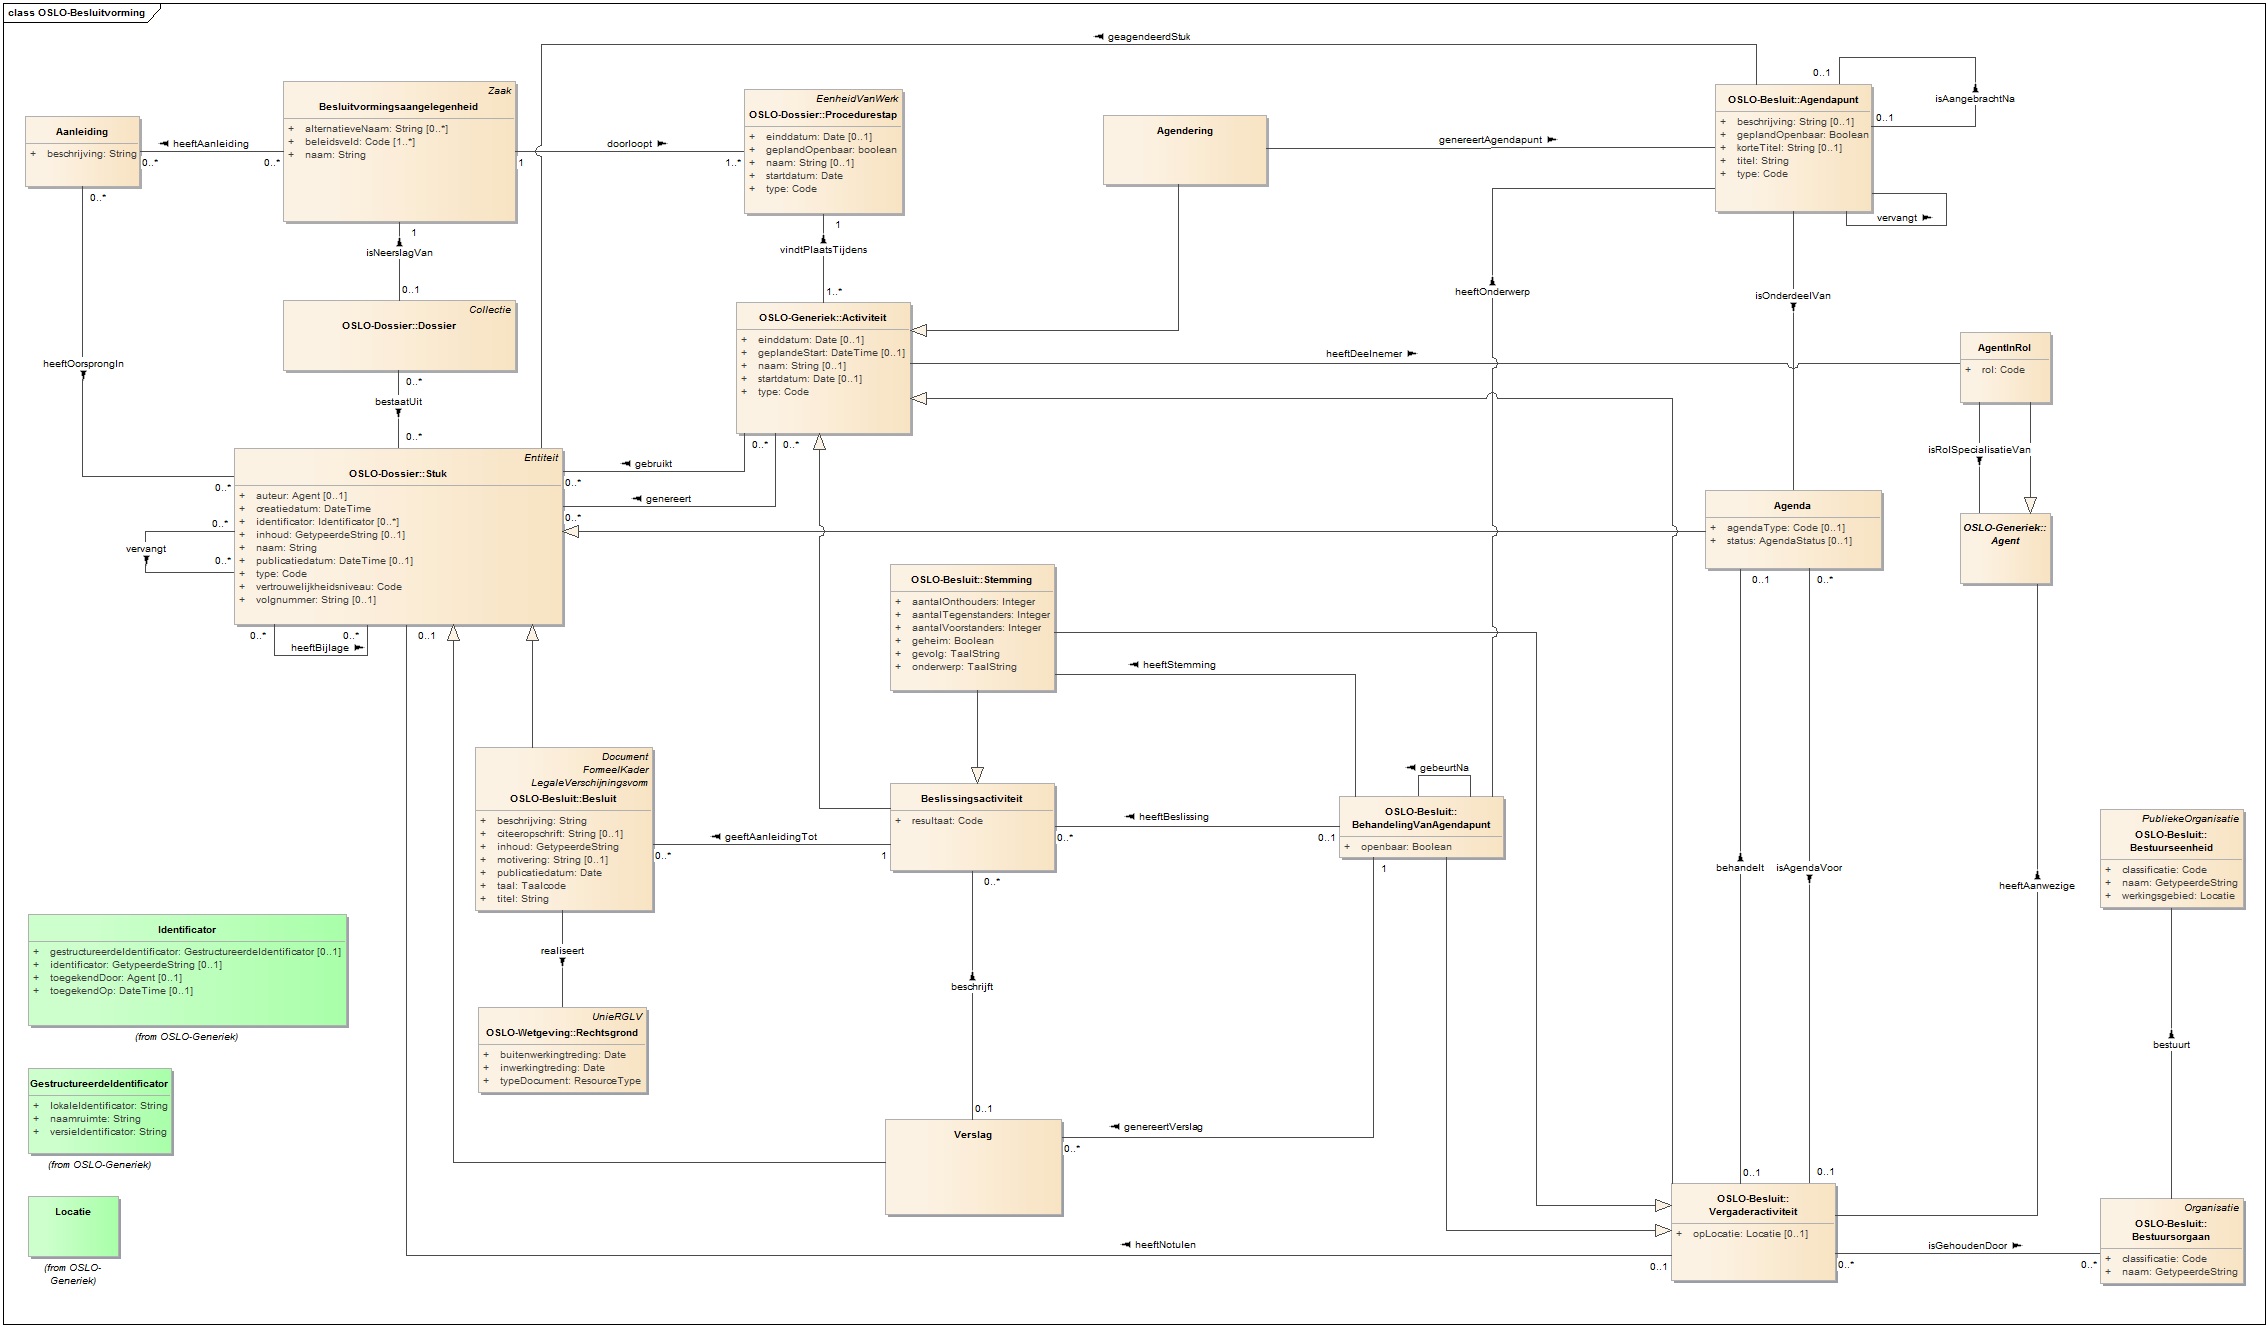 class OSLO-Besluitvorming
geagendeerdStuk
Aanleiding
+ beschrijving: String
0..*
0..*
heeftAanleiding
0..*
Zaak
Besluitvormingsaangelegenheid
+ alternatieveNaam: String [0..*]
+ beleidsveld: Code [1..*]
+ naam: String
1
doorloopt
1..*
EenheidVanWerk
OSLO-Dossier::Procedurestap
+ einddatum: Date [0..1]
+ geplandOpenbaar: boolean
+ naam: String [0..1]
+ startdatum: Date
+ type: Code
1
vindtPlaatsTijdens
1..*
Agendering
genereertAgendapunt
OSLO-Besluit::Agendapunt
+ beschrijving: String [0..1]
+ geplandOpenbaar: Boolean
+ korteTitel: String [0..1]
+ titel: String
+ type: Code
0..1
isAangebrachtNa
0..1
vervangt
1
isNeerslagVan
0..1
Collectie
OSLO-Dossier::Dossier
0..*
bestaatUit
0..*
heeftOorsprongIn
0..*
OSLO-Generiek::Activiteit
+ einddatum: Date [0..1]
+ geplandeStart: DateTime [0..1]
+ naam: String [0..1]
+ startdatum: Date [0..1]
+ type: Code
0..*
0..*
heeftOnderwerp
isOnderdeelVan
heeftDeelnemer
AgentInRol
+ rol: Code
isRolSpecialisatieVan
OSLO-Generiek::
Agent
Entiteit
OSLO-Dossier::Stuk
+ auteur: Agent [0..1]
+ creatiedatum: DateTime
+ identificator: Identificator [0..*]
+ inhoud: GetypeerdeString [0..1]
+ naam: String
+ publicatiedatum: DateTime [0..1]
+ type: Code
+ vertrouwelijkheidsniveau: Code
+ volgnummer: String [0..1]
gebruikt
0..*
genereert
0..*
0..*
vervangt
0..*
0..*
0..*
heeftBijlage
0..1
Agenda
+ agendaType: Code [0..1]
+ status: AgendaStatus [0..1]
0..1
0..*
OSLO-Besluit::Stemming
+ aantalOnthouders: Integer
+ aantalTegenstanders: Integer
+ aantalVoorstanders: Integer
+ geheim: Boolean
+ gevolg: TaalString
+ onderwerp: TaalString
heeftStemming
Document
FormeelKader
LegaleVerschijningsvorm
OSLO-Besluit::Besluit
+ beschrijving: String
+ citeeropschrift: String [0..1]
+ inhoud: GetypeerdeString
+ motivering: String [0..1]
+ publicatiedatum: Date
+ taal: Taalcode
+ titel: String
geeftAanleidingTot
0..*
1
Beslissingsactiviteit
+ resultaat: Code
0..*
heeftBeslissing
0..*
0..1
gebeurtNa
OSLO-Besluit::
BehandelingVanAgendapunt
+ openbaar: Boolean
1
behandelt
isAgendaVoor
heeftAanwezige
PubliekeOrganisatie
OSLO-Besluit::
Bestuurseenheid
+ classificatie: Code
+ naam: GetypeerdeString
+ werkingsgebied: Locatie
Identificator
+ gestructureerdeIdentificator: GestructureerdeIdentificator [0..1]
+ identificator: GetypeerdeString [0..1]
+ toegekendDoor: Agent [0..1]
+ toegekendOp: DateTime [0..1]
(from OSLO-Generiek)
realiseert
UnieRGLV
OSLO-Wetgeving::Rechtsgrond
+ buitenwerkingtreding: Date
+ inwerkingtreding: Date
+ typeDocument: ResourceType
beschrijft
0..1
bestuurt
GestructureerdeIdentificator
+ lokaleIdentificator: String
+ naamruimte: String
+ versieIdentificator: String
(from OSLO-Generiek)
Verslag
genereertVerslag
0..*
0..1
0..1
Locatie
(from OSLO-
Generiek)
heeftNotulen
0..1
OSLO-Besluit::
Vergaderactiviteit
+ opLocatie: Locatie [0..1]
isGehoudenDoor
0..*
0..*
Organisatie
OSLO-Besluit::
Bestuursorgaan
+ classificatie: Code
+ naam: GetypeerdeString